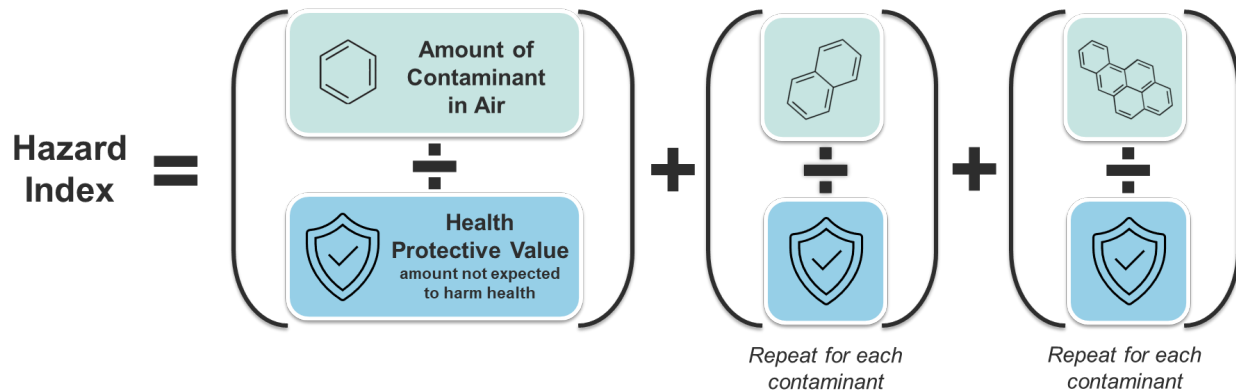 Hazard
Index
=
Amount of
Contaminant
in Air
÷
Health
Protective Value
amount not expected
to harm health
+
÷
Repeat for each
contaminant
+
÷
Repeat for each
contaminant